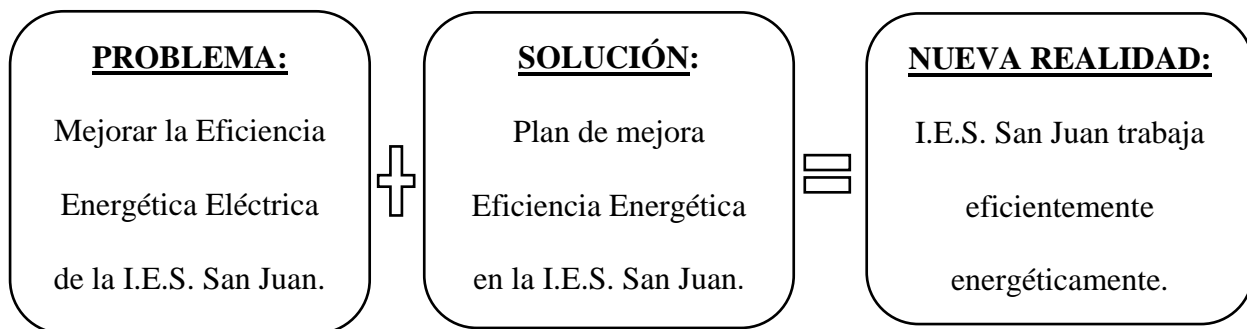 PROBLEMA:
Mejorar la Eficiencia
Energética Eléctrica
de la I.E.S. San Juan.
SOLUCIÓN:
Plan de mejora
Eficiencia Energética
en la I.E.S. San Juan.
NUEVA REALIDAD:
I.E.S. San Juan trabaja
eficientemente
energéticamente.